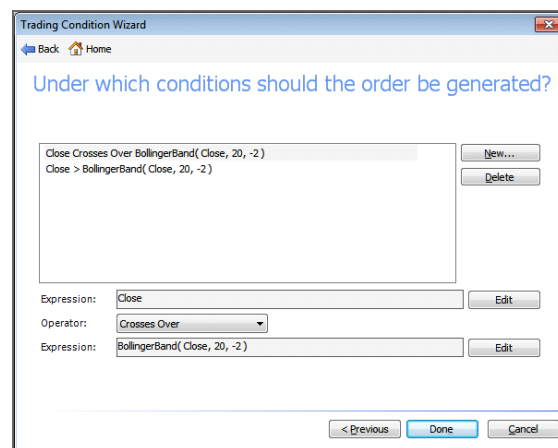 Trading Condition Wizard
Back Home
Under which conditions should the order be generated?
Close Crosses Over BollingerBand( Close, 20, -2 )
New...
Close > BollingerBand( Close, 20, -2 )
Delete
Expression: Close Edit
Operator: Crosses Over
Expression: BollingerBand( Close, 20, -2 ) Edit
< Previous Done Cancel